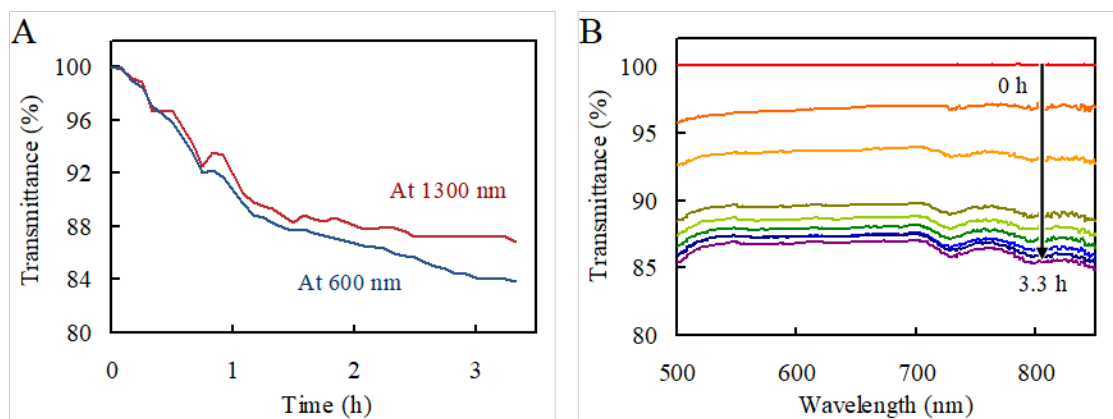 A
Transmittance (%)
100
96
92
88
84
80
At 1300 nm
At 600 nm
0
1
2
3
Time (h)
B
Transmittance (%)
100
95
90
85
80
0 h
3.3 h
500
600
700
800
Wavelength (nm)